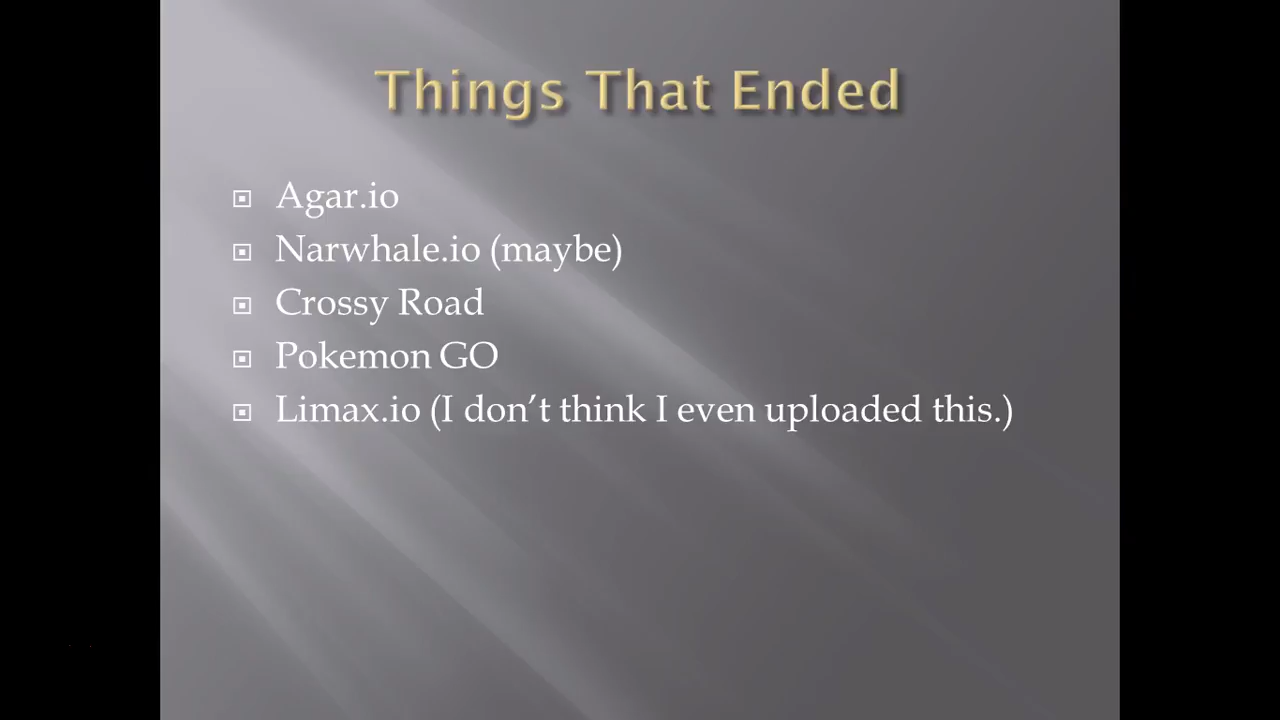 Things That Ended
Agar.io
Narwhale.io (maybe)
Crossy Road
Pokemon GO
Limax.io (I don’t think I even uploaded this.)